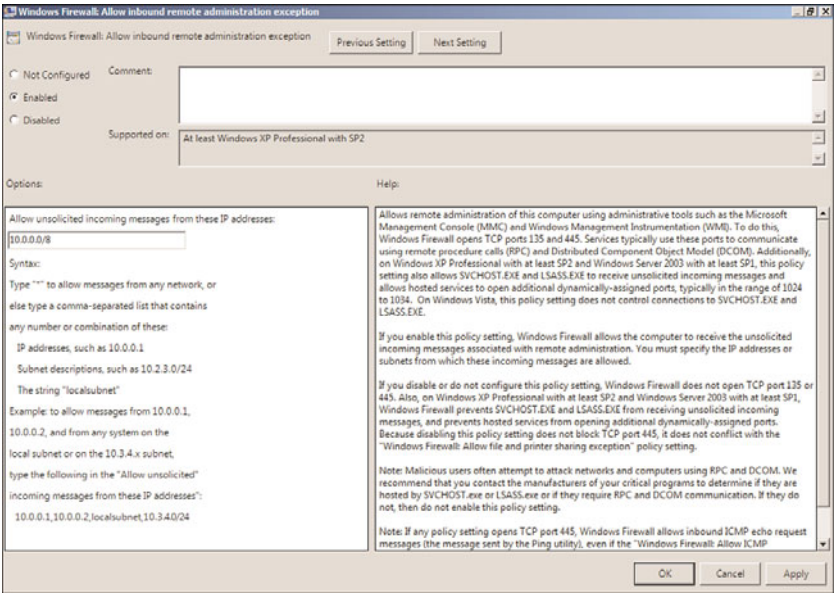 Windows Firewall: Allow inbound remote administration exception
Windows Firewall: Allow inbound remote administration exception
Previous Setting
Next Setting
Not Configured
Enabled
Disabled
Comment:
Supported on:
At least Windows XP Professional with SP2
Options:
Help:
Allow unsolicited incoming messages from these IP addresses:
10.0.0.0/8
Syntax:
Type "*" to allow messages from any network, or
else type a comma-separated list that contains
any number or combination of these:
IP addresses, such as 10.0.0.1
Subnet descriptions, such as 10.2.3.0/24
The string "localsubnet"
Example: to allow messages from 10.0.0.1,
10.0.0.2, and from any system on the
local subnet or on the 10.3.4.x subnet,
type the following in the "Allow unsolicited"
incoming messages from these IP addresses":
10.0.0.1,10.0.0.2,localsubnet,10.3.4.0/24
Allows remote administration of this computer using administrative tools such as the Microsoft
Management Console (MMC) and Windows Management Instrumentation (WMI). To do this,
Windows Firewall opens TCP ports 135 and 445. Services typically use these ports to communicate
using remote procedure calls (RPC) and Distributed Component Object Model (DCOM). Additionally,
on Windows XP Professional with at least SP2 and Windows Server 2003 with at least SP1, this policy
setting also allows SVCHOST.EXE and LSASS.EXE to receive unsolicited incoming messages and
allows hosted services to open additional dynamically-assigned ports, typically in the range of 1024
to 1034. On Windows Vista, this policy setting does not control connections to SVCHOST.EXE and
LSASS.EXE.
If you enable this policy setting, Windows Firewall allows the computer to receive the unsolicited
incoming messages associated with remote administration. You must specify the IP addresses or
subnets from which these incoming messages are allowed.
If you disable or do not configure this policy setting, Windows Firewall does not open TCP port 135 or
445. Also, on Windows XP Professional with at least SP2 and Windows Server 2003 with at least SP1,
Windows Firewall prevents SVCHOST.EXE and LSASS.EXE from receiving unsolicited incoming
messages, and prevents hosted services from opening additional dynamically-assigned ports.
Because disabling this policy setting does not block TCP port 445, it does not conflict with the
"Windows Firewall: Allow file and printer sharing exception" policy setting.
Note: Malicious users often attempt to attack networks and computers using RPC and DCOM. We
recommend that you contact the manufacturers of your critical programs to determine if they are
hosted by SVCHOST.exe or LSASS.exe or if they require RPC and DCOM communication. If they do
not, then do not enable this policy setting.
Note: If any policy setting opens TCP port 445, Windows Firewall allows inbound ICMP echo request
messages (the message sent by the Ping utility), even if the "Windows Firewall: Allow ICMP
OK
Cancel
Apply